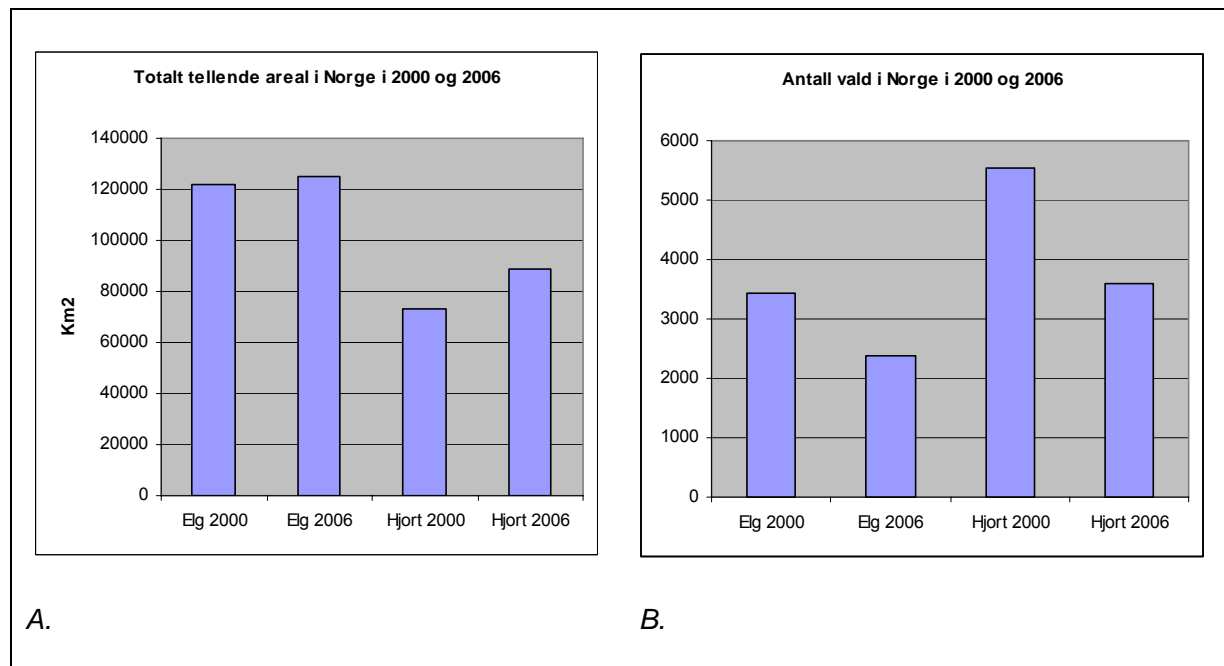 Totalt tellende areal i Norge i 2000 og 2006
Km2
140000
120000
100000
80000
60000
40000
20000
0
Elg 2000 Elg 2006 Hjort 2000 Hjort 2006
A.
Antall vald i Norge i 2000 og 2006
6000
5000
4000
3000
2000
1000
0
Elg 2000 Elg 2006 Hjort 2000 Hjort 2006
B.